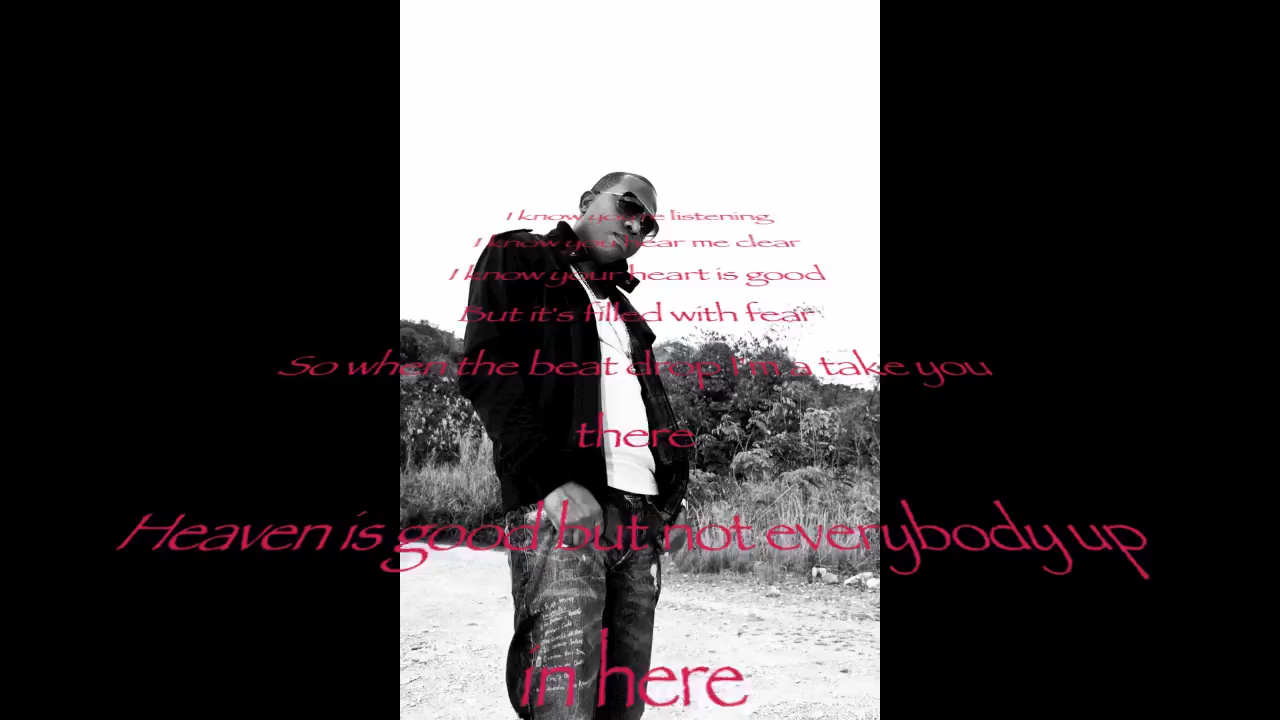 I know you're listening
I know you hear me clear
I know your heart is good
But it's filled with fear
So when the beat drop I'm a take you
there
Heaven is good but not everybody up
in here